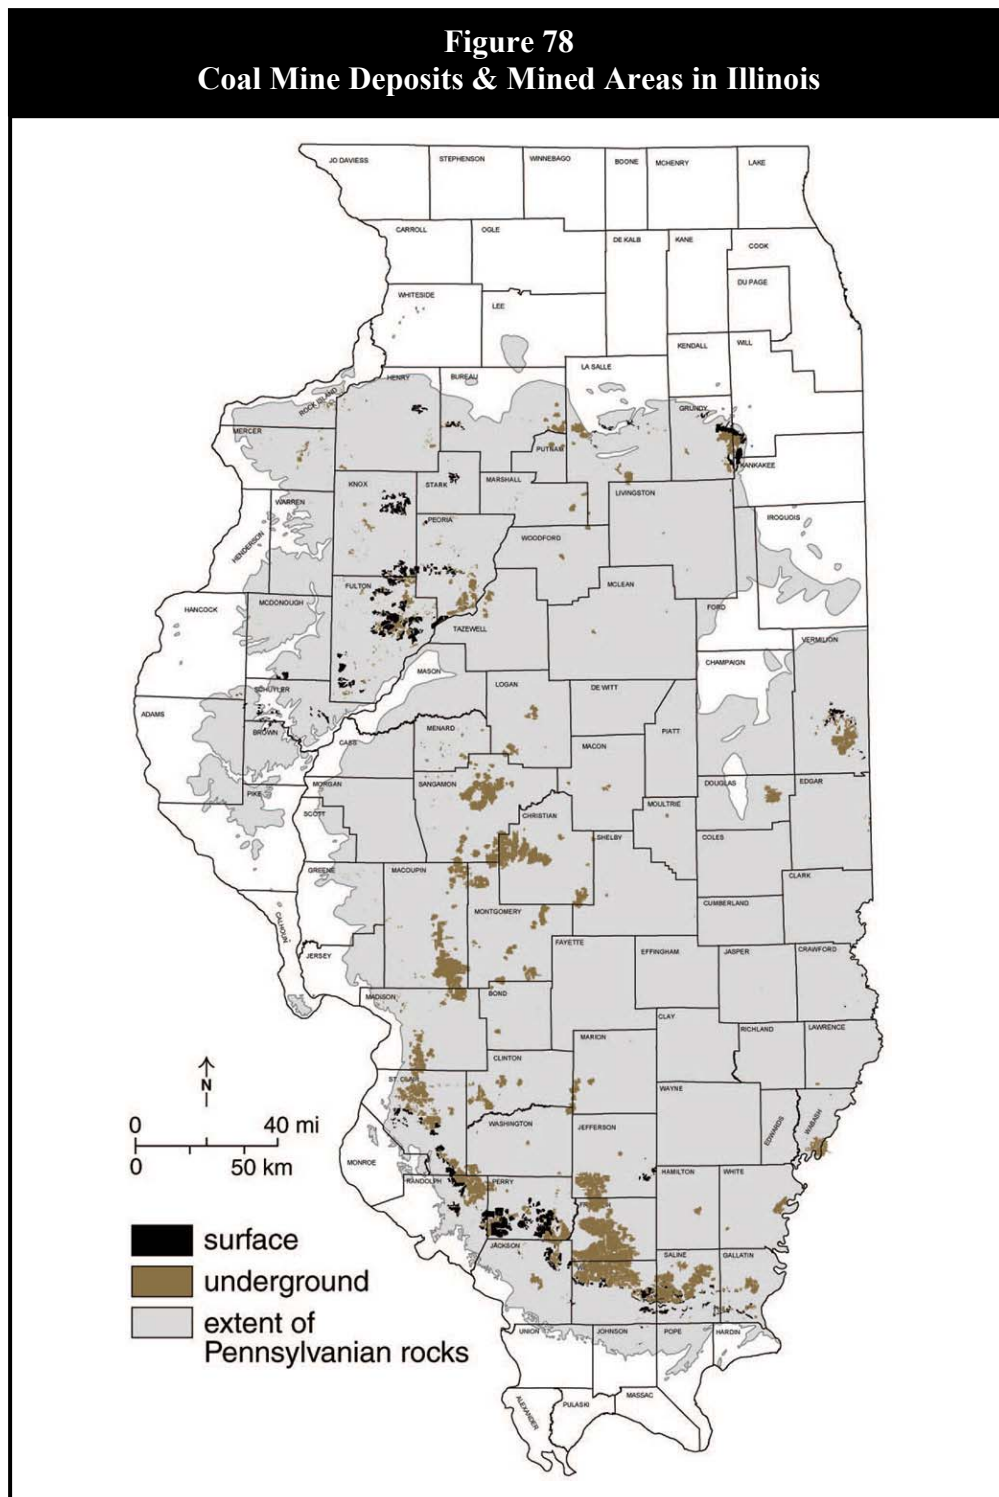 Figure 78
Coal Mine Deposits & Mined Areas in Illinois
JO DAVIESS
STEPHENSON
WINNEBAGO
BOONE
MCHENRY
LAKE
CARROLL
OGLE
DE KALB
KANE
COOK
DU PAGE
WHITESIDE
LEE
KENDALL
WILL
LA SALLE
HENRY
BUREAU
ROCK ISLAND
GRUNDY
MERCER
PUTNAM
KANKAKEE
KNOX
STARK
MARSHALL
LIVINGSTON
WARREN
PEORIA
IROQUOIS
HENDERSON
WOODFORD
FULTON
MCLEAN
HANCOCK
MCDONOUGH
FORD
TAZEWELL
VERMILION
CHAMPAIGN
MASON
SCHUYLER
LOGAN
DE WITT
ADAMS
BROWN
MENARD
PIATT
CASS
MACON
PIKE
MORGAN
SANGAMON
DOUGLAS
EDGAR
SCOTT
CHRISTIAN
MOULTRIE
SHELBY
COLES
GREENE
MACOUPIN
CLARK
CUMBERLAND
CALHOUN
MONTGOMERY
JERSEY
FAYETTE
EFFINGHAM
JASPER
CRAWFORD
MADISON
BOND
CLAY
RICHLAND
LAWRENCE
MARION
CLINTON
ST CLAIR
WAYNE
EDWARDS
WABASH
WASHINGTON
JEFFERSON
N
0 40 mi
0 50 km
MONROE
RANDOLPH
PERRY
HAMILTON
WHITE
JACKSON
SALINE
GALLATIN
surface
underground
extent of
Pennsylvanian rocks
UNION
JOHNSON
POPE
HARDIN
ALEXANDER
PULASKI
MASSAC